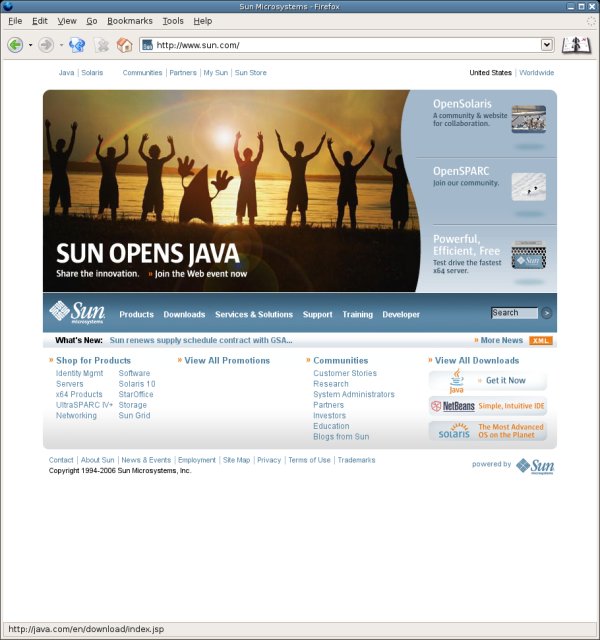 Sun Microsystems - Firefox
File Edit View Go Bookmarks Tools Help
http://www.sun.com/
Java | Solaris Communities | Partners | My Sun | Sun Store United States | Worldwide
OpenSolaris
A community & website
for collaboration.
OpenSPARC
Join our community.
Powerful,
Efficient, Free
Test drive the fastest
x64 server.
SUN OPENS JAVA
Share the innovation. » Join the Web event now
Sun microsystems Products Downloads Services & Solutions Support Training Developer Search
What's New: Sun renews supply schedule contract with GSA... » More News XML
» Shop for Products
Identity Mgmt
Servers
x64 Products
UltraSPARC IV+
Networking
Software
Solaris 10
StarOffice
Storage
Sun Grid
» View All Promotions
» Communities
Customer Stories
Research
System Administrators
Partners
Investors
Education
Blogs from Sun
» View All Downloads
Java » Get it Now
NetBeans Simple, Intuitive IDE
solaris The Most Advanced
OS on the Planet
Contact | About Sun | News & Events | Employment | Site Map | Privacy | Terms of Use | Trademarks
Copyright 1994-2006 Sun Microsystems, Inc.
powered by Sun
http://java.com/en/download/index.jsp